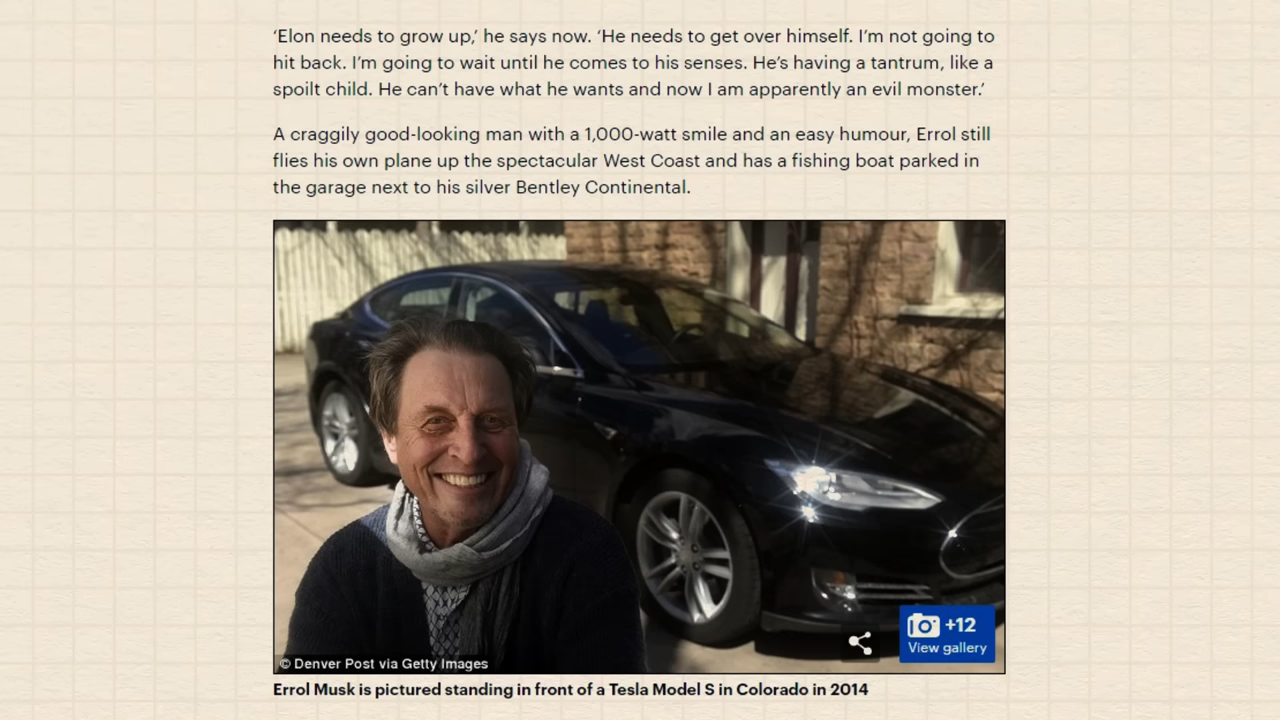 ‘Elon needs to grow up,’ he says now. ‘He needs to get over himself. I’m not going to
hit back. I’m going to wait until he comes to his senses. He’s having a tantrum, like a
spoilt child. He can’t have what he wants and now I am apparently an evil monster.’
A craggily good-looking man with a 1,000-watt smile and an easy humour, Errol still
flies his own plane up the spectacular West Coast and has a fishing boat parked in
the garage next to his silver Bentley Continental.
+12
View gallery
© Denver Post via Getty Images
Errol Musk is pictured standing in front of a Tesla Model S in Colorado in 2014